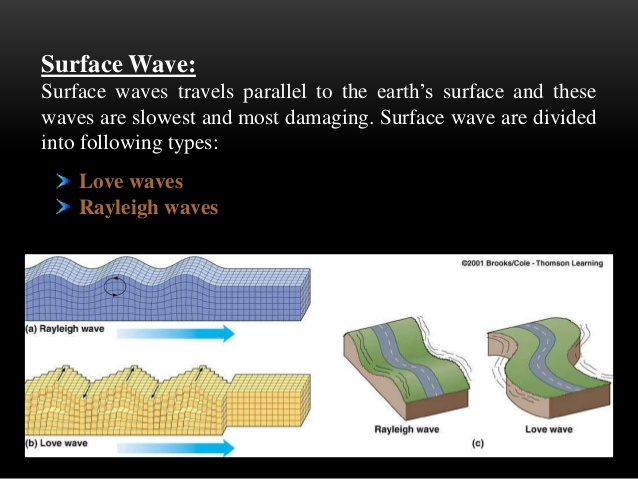 Surface Wave:
Surface waves travels parallel to the earth’s surface and these
waves are slowest and most damaging. Surface wave are divided
into following types:
Love waves
Rayleigh waves
©2001 Brooks/Cole - Thomson Learning
(a) Rayleigh wave
(b) Love wave
Rayleigh wave
(c)
Love wave